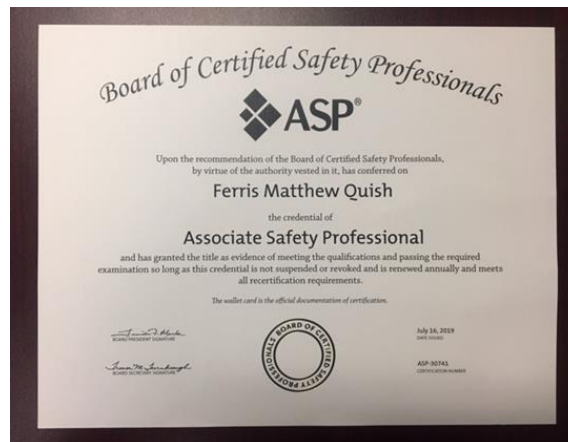 Board of Certified Safety Professionals
ASP®
Upon the recommendation of the Board of Certified Safety Professionals,
by virtue of the authority vested in it, has conferred on
Ferris Matthew Quish
the credential of
Associate Safety Professional
and has granted the title as evidence of meeting the qualifications and passing the required
examination so long as this credential is not suspended or revoked and is renewed annually and meets
all recertification requirements.
The wallet card is the official documentation of certification.
BOARD PRESIDENT SIGNATURE
BOARD SECRETARY SIGNATURE
BOARD OF CERTIFIED SAFETY PROFESSIONALS
July 16, 2019
DATE ISSUED
ASP-30741
CERTIFICATION NUMBER